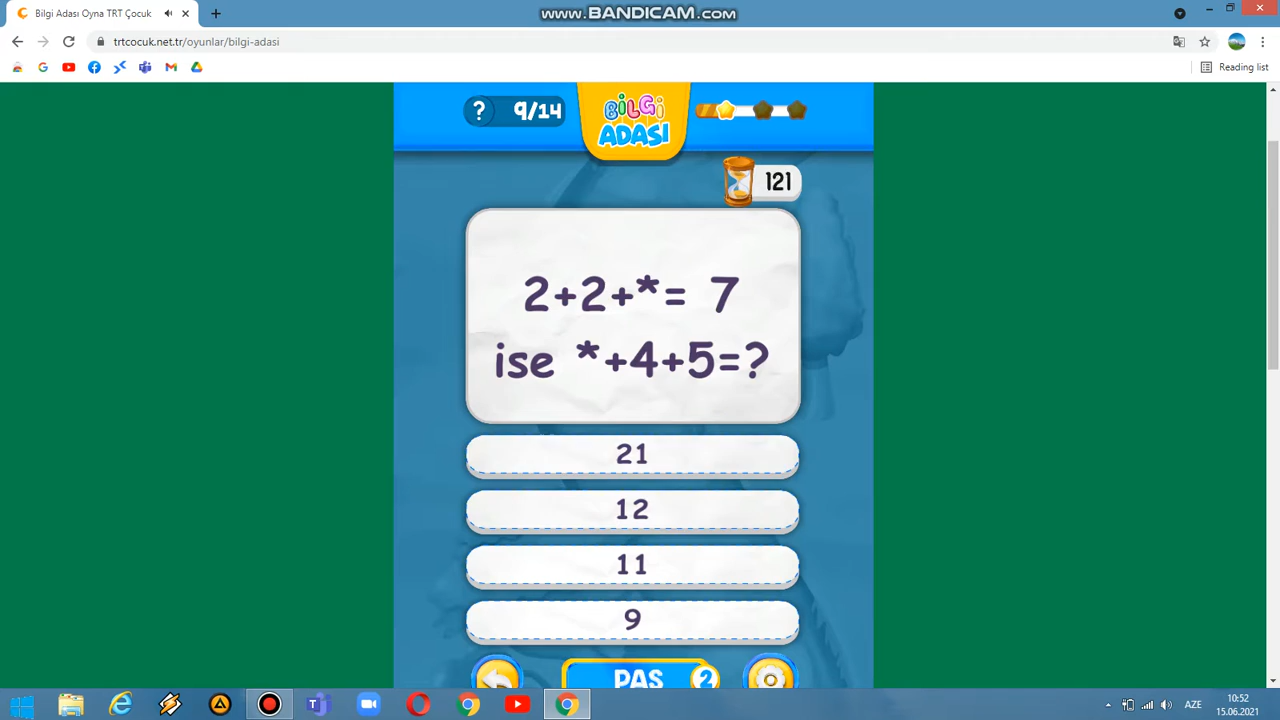 Bilgi Adası Oyna TRT Çocuk
www.BANDICAM.com
trtcocuk.net.tr/oyunlar/bilgi-adasi
Reading list
? 9/14
BİLGİ
ADASI
121
2+2+*= 7
ise *+4+5=?
21
12
11
9
PAS 2
AZE
10:52
15.06.2021